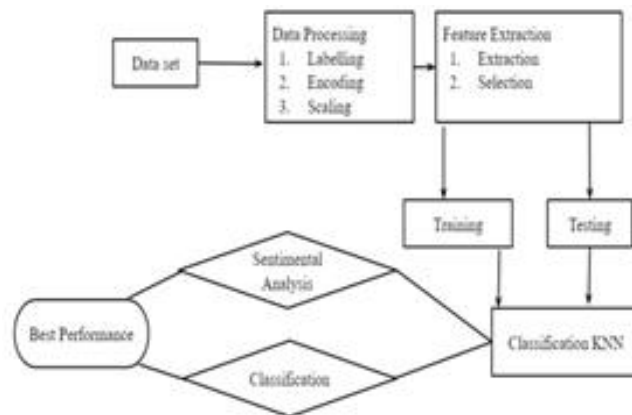 Data set
Data Processing
1. Labelling
2. Encoding
3. Scaling
Feature Extraction
1. Extraction
2. Selection
Training
Testing
Sentimental
Analysis
Best Performance
Classification KNN
Classification